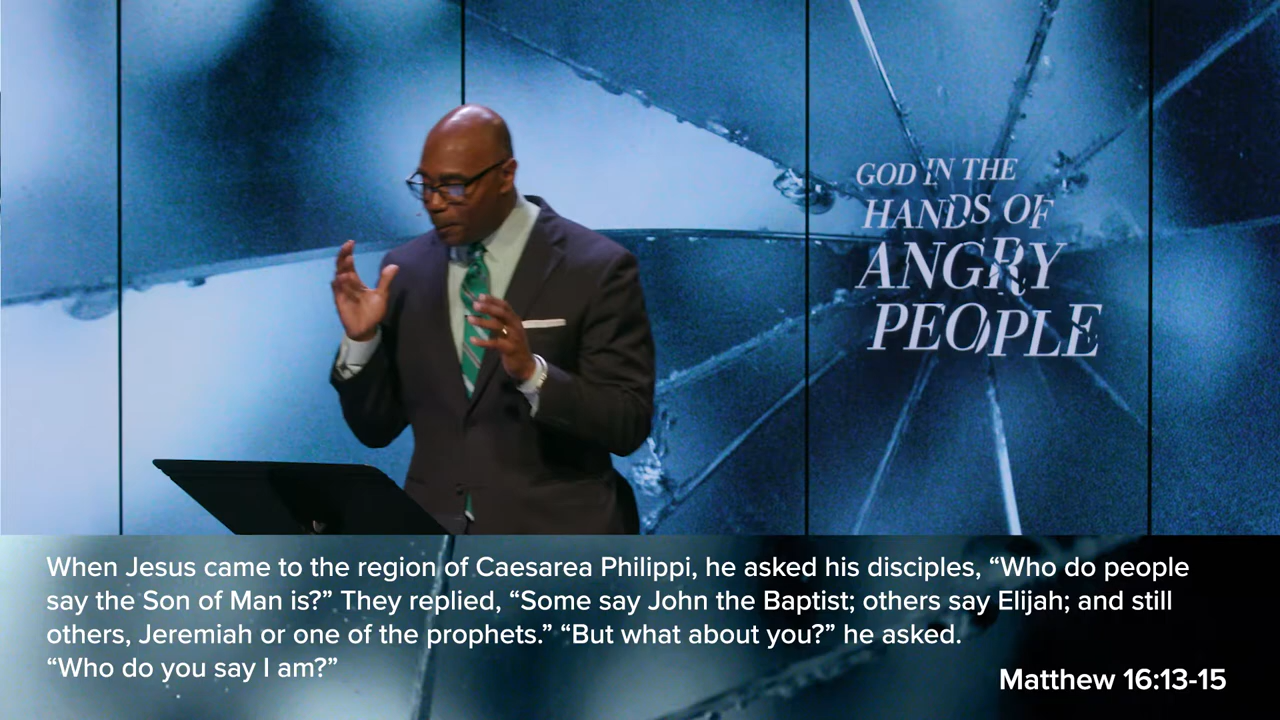 GOD IN THE
HANDS OF
ANGRY
PEOPLE
When Jesus came to the region of Caesarea Philippi, he asked his disciples, “Who do people
say the Son of Man is?” They replied, “Some say John the Baptist; others say Elijah; and still
others, Jeremiah or one of the prophets.” “But what about you?” he asked.
“Who do you say I am?”
Matthew 16:13-15